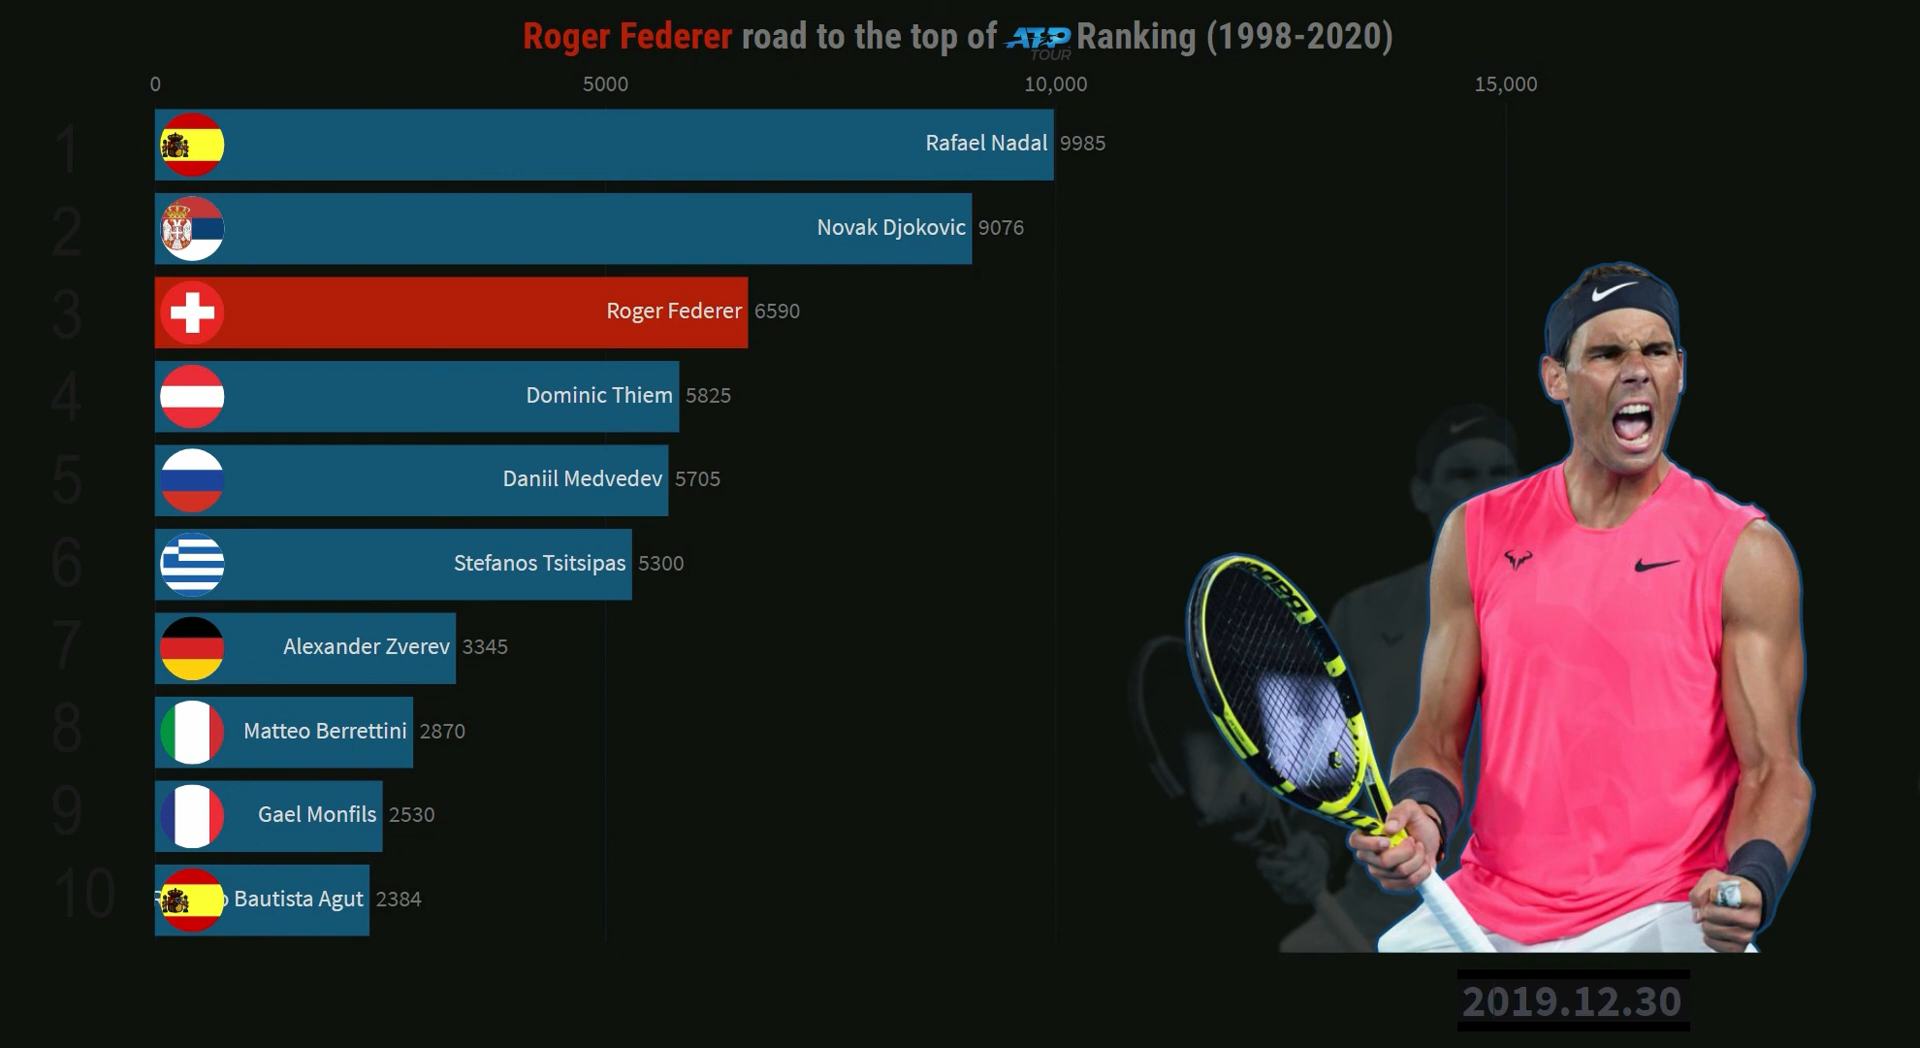 Roger Federer road to the top of ATP TOUR Ranking (1998-2020)
0 5000 10,000 15,000
1 Rafael Nadal 9985
2 Novak Djokovic 9076
3 Roger Federer 6590
4 Dominic Thiem 5825
5 Daniil Medvedev 5705
6 Stefanos Tsitsipas 5300
7 Alexander Zverev 3345
8 Matteo Berrettini 2870
9 Gael Monfils 2530
10 Bautista Agut 2384
Babolat
2019.12.30